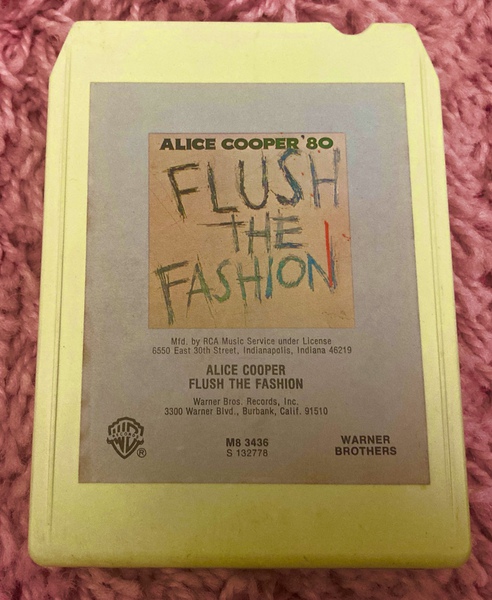 ALICE COOPER '80
FLUSH
THE
FASHION
Mfd. by RCA Music Service under License
6550 East 30th Street, Indianapolis, Indiana 46219
ALICE COOPER
FLUSH THE FASHION
Warner Bros. Records, Inc.
3300 Warner Blvd., Burbank, Calif. 91510
M8 3436
S 132778
WARNER
BROTHERS
®